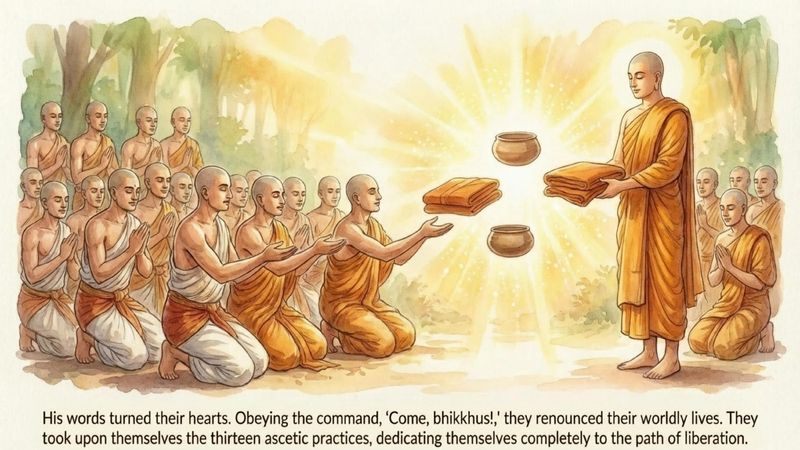 His words turned their hearts. Obeying the command, ‘Come, bhikkhus!,' they renounced their worldly lives. They
took upon themselves the thirteen ascetic practices, dedicating themselves completely to the path of liberation.